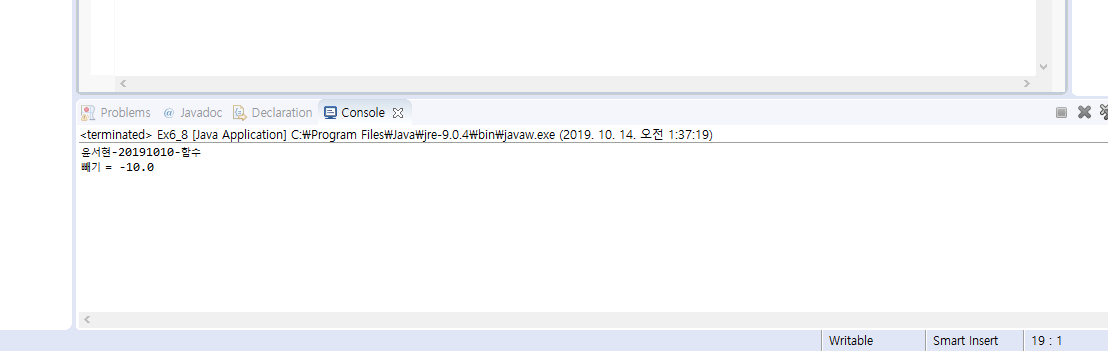 Problems @ Javadoc Declaration Console
<terminated> Ex6_8 [Java Application] C:₩Program Files₩Java₩jre-9.0.4₩bin₩javaw.exe (2019. 10. 14. 오전 1:37:19)
윤서현-20191010-함수
빼기 = -10.0
Writable Smart Insert 19 : 1